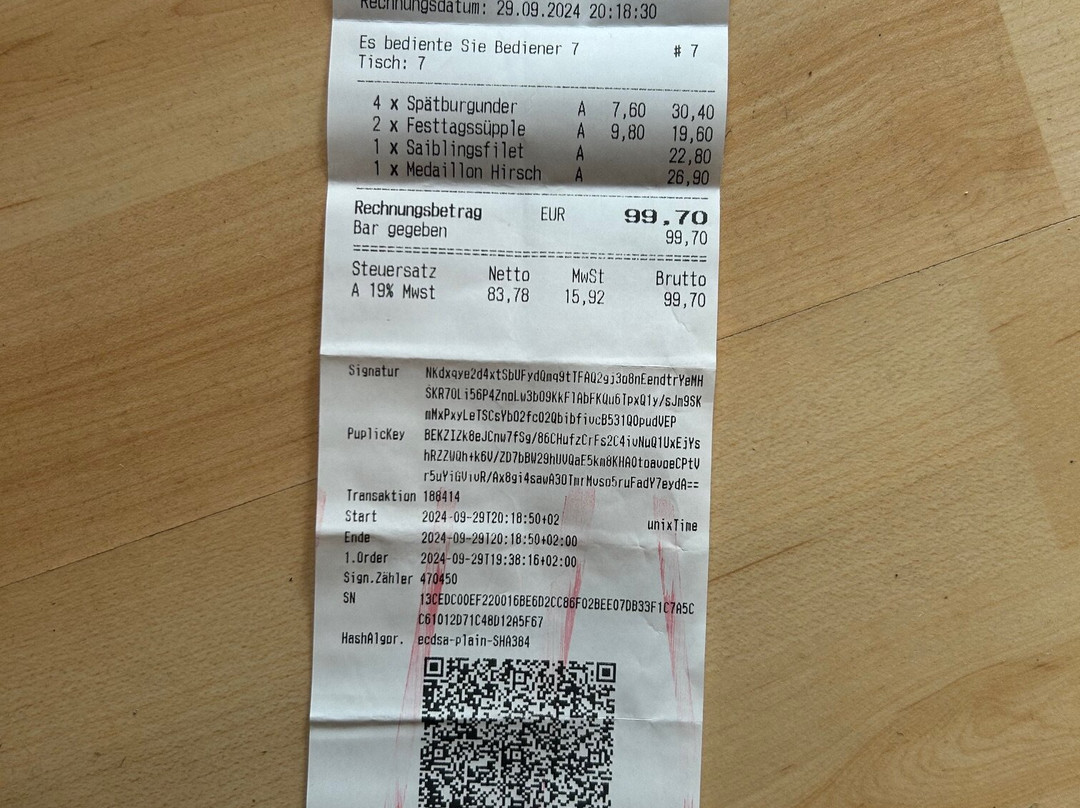 Rechnungsdatum: 29.09.2024 20:18:30
Es bediente Sie Bediener 7 # 7
Tisch: 7
4 x Spätburgunder A 7,60 30,40
2 x Festtagssüpple A 9,80 19,60
1 x Saiblingsfilet A 22,80
1 x Medaillon Hirsch A 26,90
Rechnungsbetrag EUR 99.70
Bar gegeben 99,70
Steuersatz Netto MwSt Brutto
A 19% Mwst 83,78 15,92 99,70
Signatur
PuplicKey
Transaktion 188414
Start 2024-09-29T20:18:50+02 unixTime
Ende 2024-09-29T20:18:50+02:00
1.Order 2024-09-29T19:38:16+02:00
Sign.Zähler 470450
SN 13CEDC00EF220016BE6D2CC86F02BEE07DB33F1C7A5C
C61012D71C48D12A5F67
HashAlgor. ecdsa-plain-SHA384